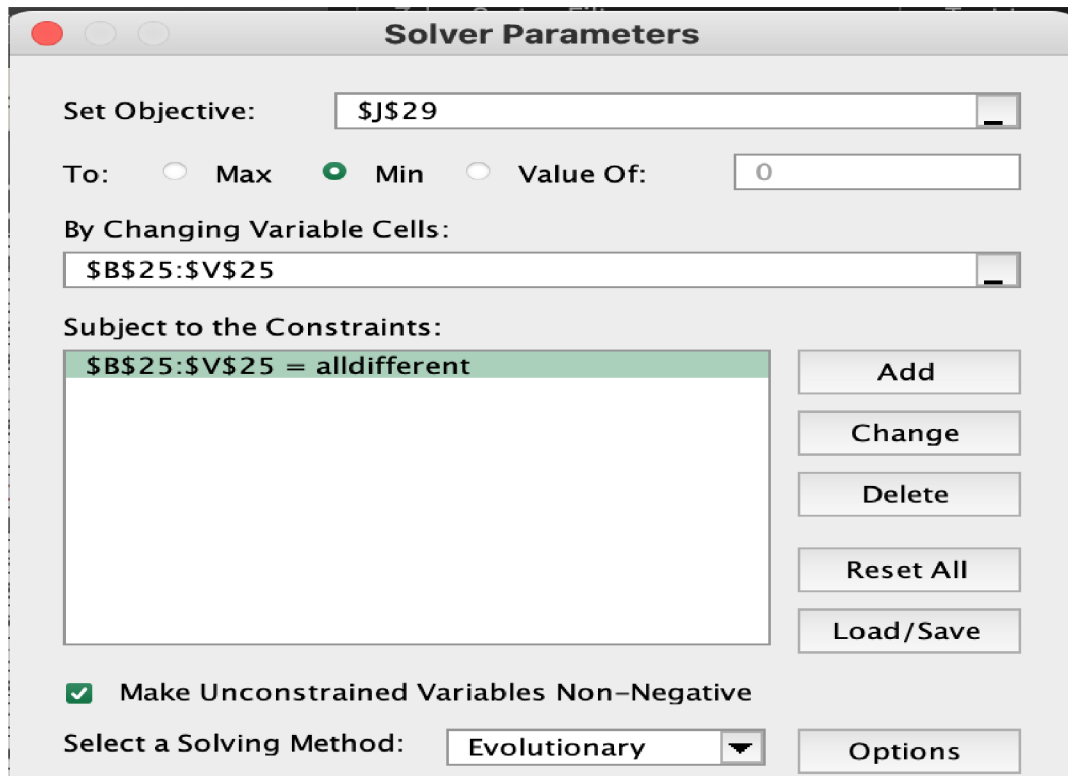 Solver Parameters
Set Objective: $J$29
To: Max Min Value Of: 0
By Changing Variable Cells:
$B$25:$V$25
Subject to the Constraints:
$B$25:$V$25 = alldifferent
Add
Change
Delete
Reset All
Load/Save
Make Unconstrained Variables Non-Negative
Select a Solving Method: Evolutionary Options